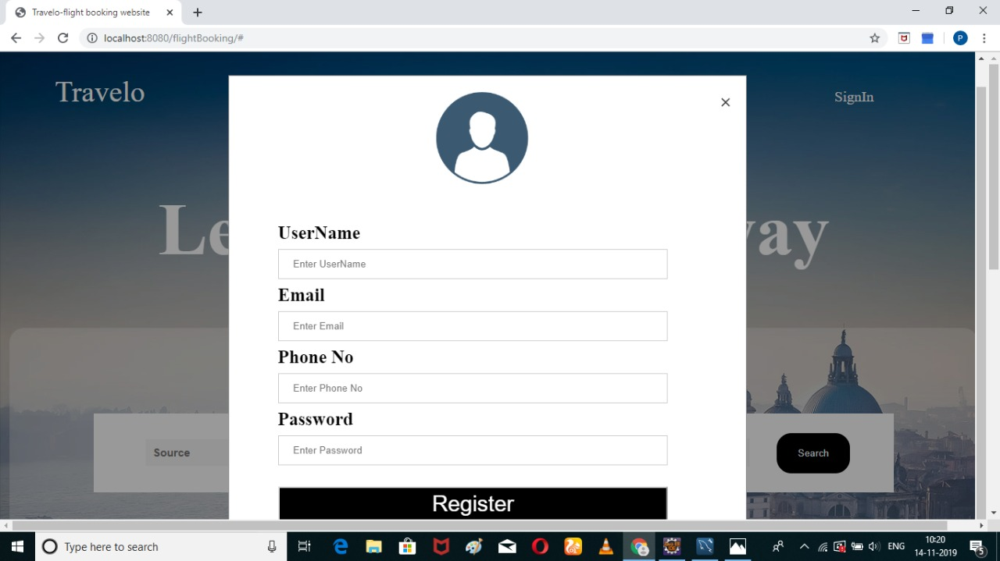 Travelo-flight booking website
localhost:8080/flightBooking/#
P
Travelo
SignIn
Le
vay
UserName
Enter UserName
Email
Enter Email
Phone No
Enter Phone No
Password
Enter Password
Source
Search
Register
Type here to search
ENG
10:20
14-11-2019
5